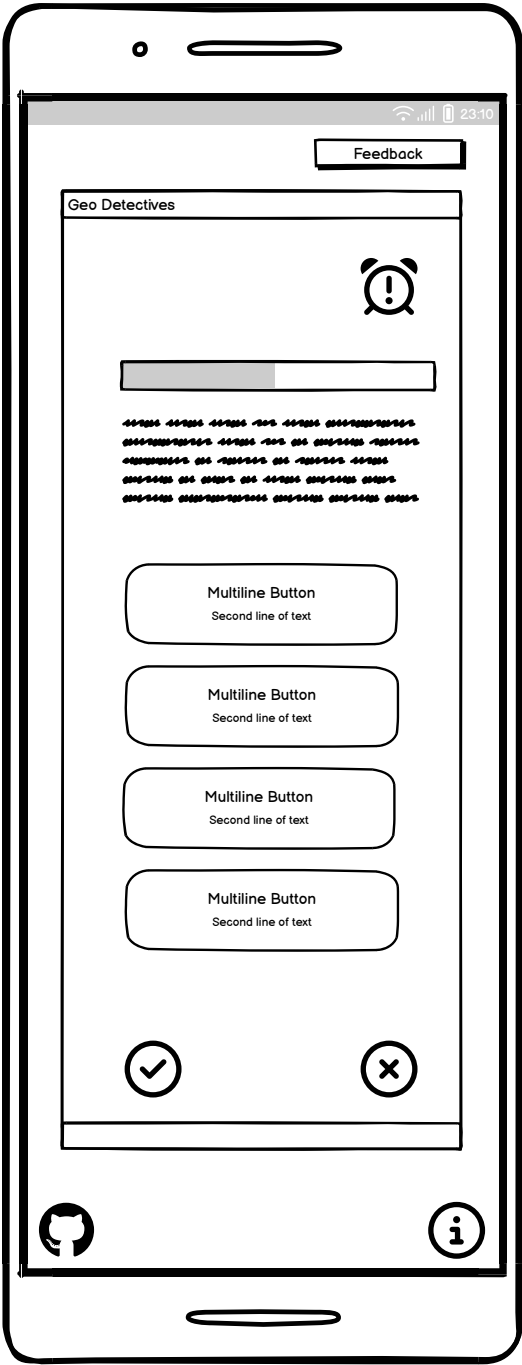 23:10
Feedback
Geo Detectives
Multiline Button
Second line of text
Multiline Button
Second line of text
Multiline Button
Second line of text
Multiline Button
Second line of text